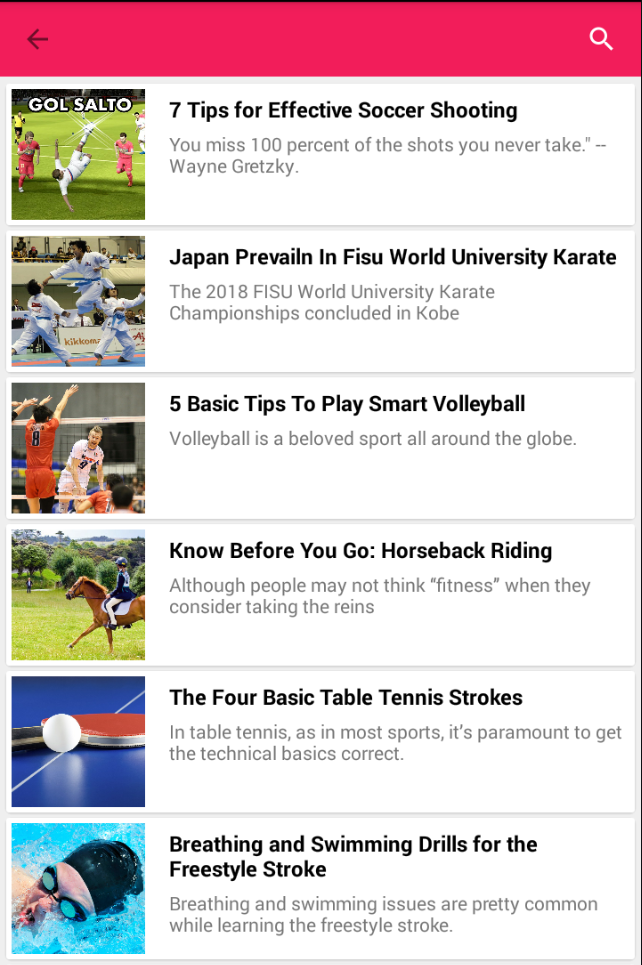 GOL SALTO
7 Tips for Effective Soccer Shooting
You miss 100 percent of the shots you never take." --
Wayne Gretzky.
Japan Prevailn In Fisu World University Karate
The 2018 FISU World University Karate
Championships concluded in Kobe
kikkoma
5 Basic Tips To Play Smart Volleyball
Volleyball is a beloved sport all around the globe.
8
9
Know Before You Go: Horseback Riding
Although people may not think “fitness” when they
consider taking the reins
The Four Basic Table Tennis Strokes
In table tennis, as in most sports, it’s paramount to get
the technical basics correct.
Breathing and Swimming Drills for the
Freestyle Stroke
Breathing and swimming issues are pretty common
while learning the freestyle stroke.